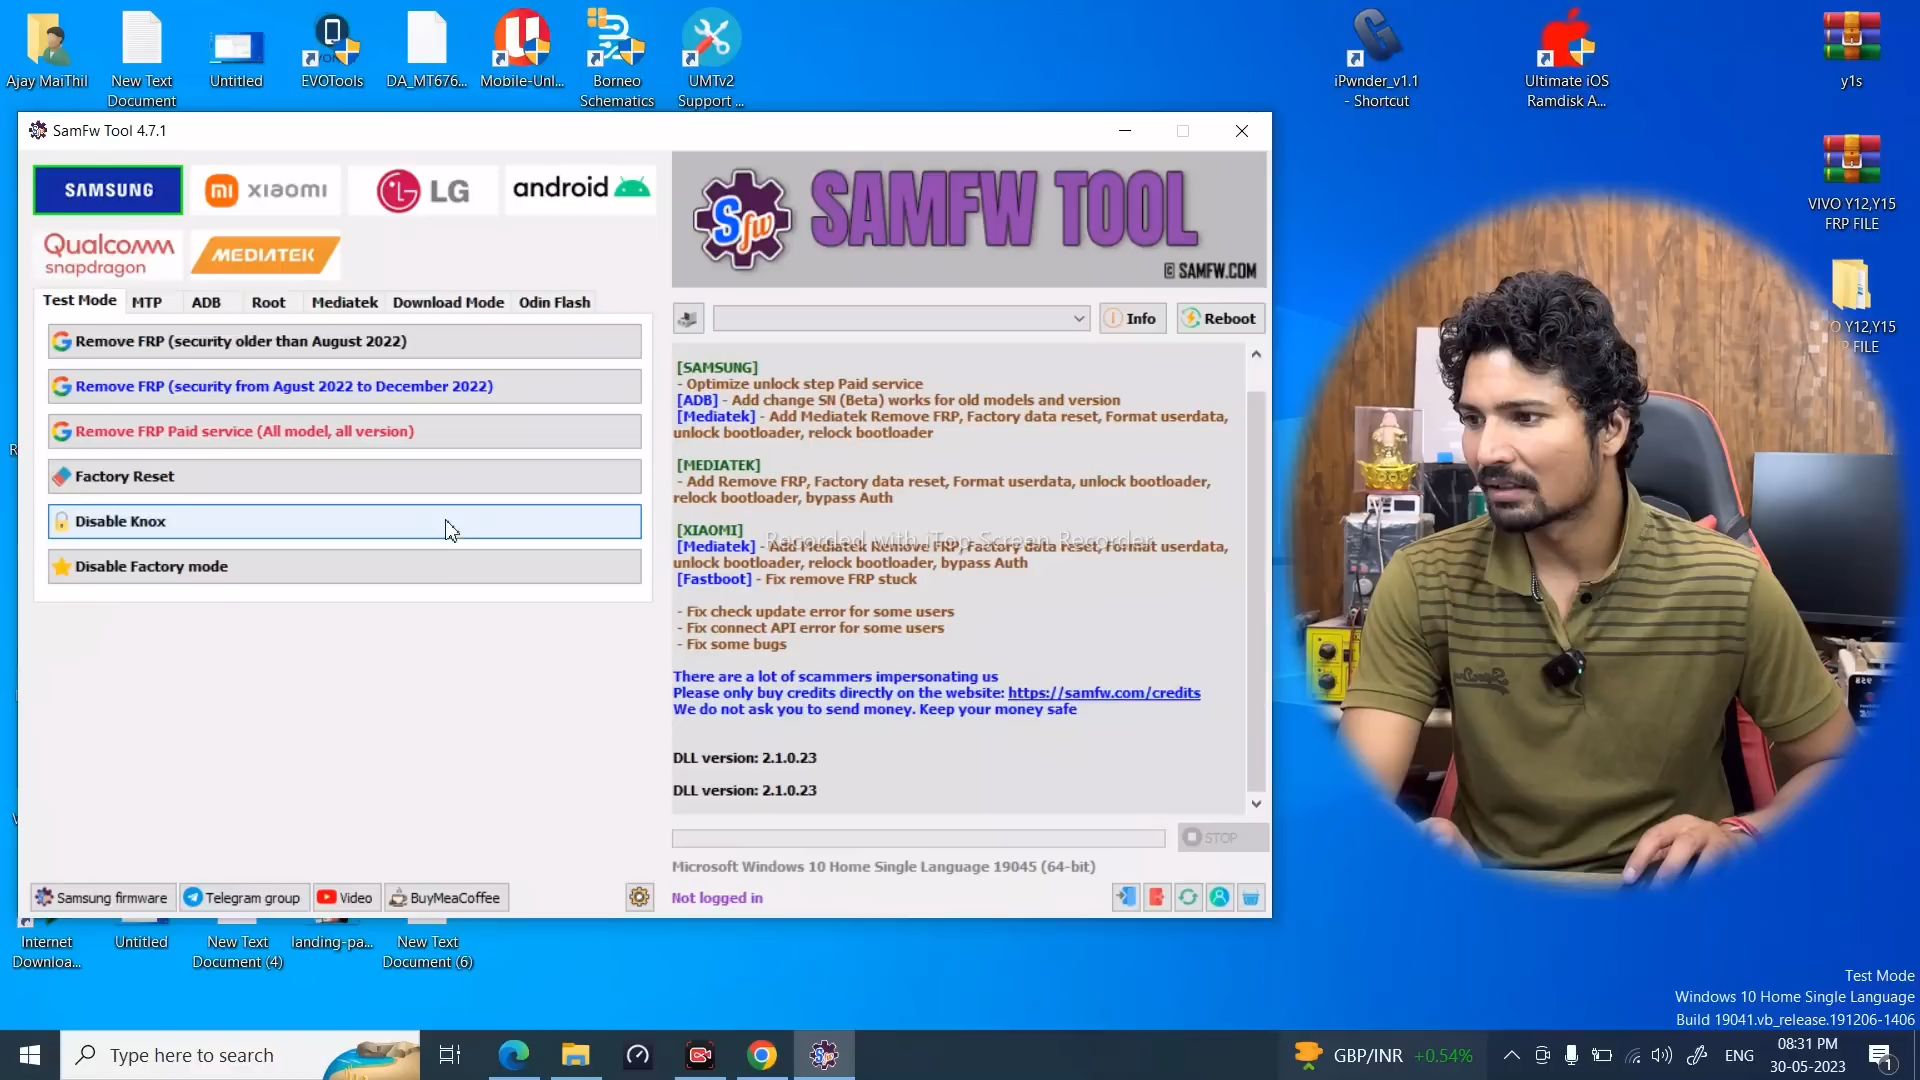 Ajay MaiThil
New Text
Document
Untitled
EVOTools
DA_MT676...
Mobile-Unl...
Borneo
Schematics
UMTv2
Support ...
iPwnder_v1.1
- Shortcut
Ultimate iOS
Ramdisk A...
y1s
VIVO Y12,Y15
FRP FILE
O Y12,Y15
FILE
SamFw Tool 4.7.1
SAMSUNG
mi xiaomi
LG
android
Qualcomm
snapdragon
MEDIATEK
Sfw
SAMFW TOOL
© SAMFW.COM
Test Mode
MTP
ADB
Root
Mediatek
Download Mode
Odin Flash
Info
Reboot
Remove FRP (security older than August 2022)
Remove FRP (security from Agust 2022 to December 2022)
Remove FRP Paid service (All model, all version)
Factory Reset
Disable Knox
Disable Factory mode
[SAMSUNG]
- Optimize unlock step Paid service
[ADB] - Add change SN (Beta) works for old models and version
[Mediatek] - Add Mediatek Remove FRP, Factory data reset, Format userdata,
unlock bootloader, relock bootloader
[MEDIATEK]
- Add Remove FRP, Factory data reset, Format userdata, unlock bootloader,
relock bootloader, bypass Auth
[XIAOMI]
Recorded with iTop Screen Recorder
[Mediatek] - Add Mediatek Remove FRP, Factory data reset, Format userdata,
unlock bootloader, relock bootloader, bypass Auth
[Fastboot] - Fix remove FRP stuck
- Fix check update error for some users
- Fix connect API error for some users
- Fix some bugs
There are a lot of scammers impersonating us
Please only buy credits directly on the website: https://samfw.com/credits
We do not ask you to send money. Keep your money safe
DLL version: 2.1.0.23
DLL version: 2.1.0.23
STOP
Microsoft Windows 10 Home Single Language 19045 (64-bit)
Not logged in
Samsung firmware
Telegram group
Video
BuyMeaCoffee
Internet
Downloa...
Untitled
New Text
Document (4)
landing-pa...
New Text
Document (6)
Test Mode
Windows 10 Home Single Language
Build 19041.vb_release.191206-1406
Type here to search
GBP/INR +0.54%
ENG
08:31 PM
30-05-2023
1